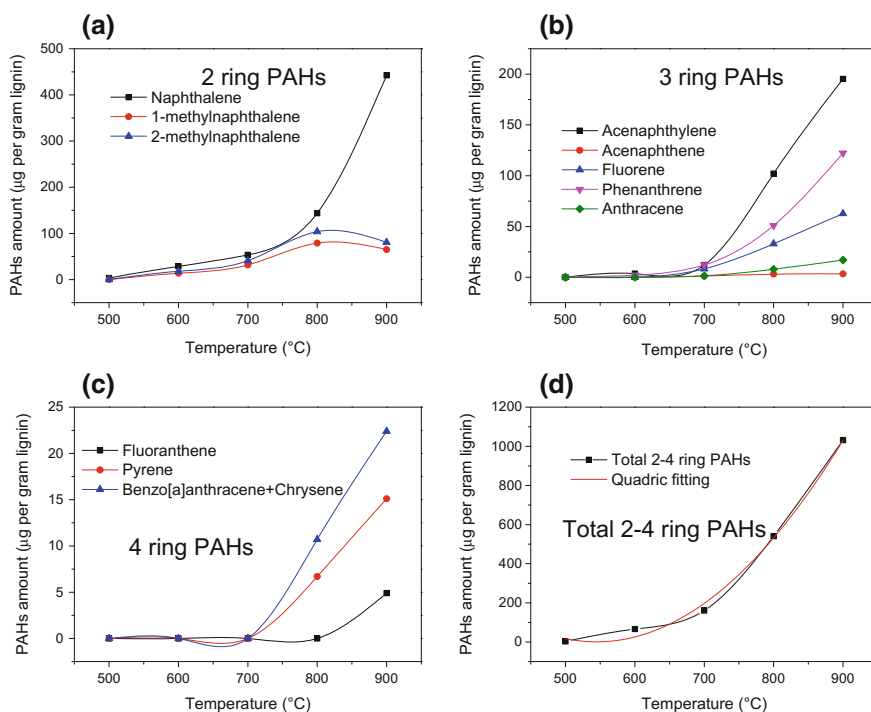 (a)
2 ring PAHs
Naphthalene
1-methylnaphthalene
2-methylnaphthalene
500
400
300
200
100
0
PAHs amount (µg per gram lignin)
500 600 700 800 900
Temperature (°C)
(b)
3 ring PAHs
Acenaphthylene
Acenaphthene
Fluorene
Phenanthrene
Anthracene
200
150
100
50
0
PAHs amount (µg per gram lignin)
500 600 700 800 900
Temperature (°C)
(c)
Fluoranthene
Pyrene
Benzo[a]anthracene+Chrysene
4 ring PAHs
25
20
15
10
5
0
PAHs amount (µg per gram lignin)
500 600 700 800 900
Temperature (°C)
(d)
Total 2-4 ring PAHs
Quadric fitting
Total 2-4 ring PAHs
1200
1000
800
600
400
200
0
PAHs amount (µg per gram lignin)
500 600 700 800 900
Temperature (°C)